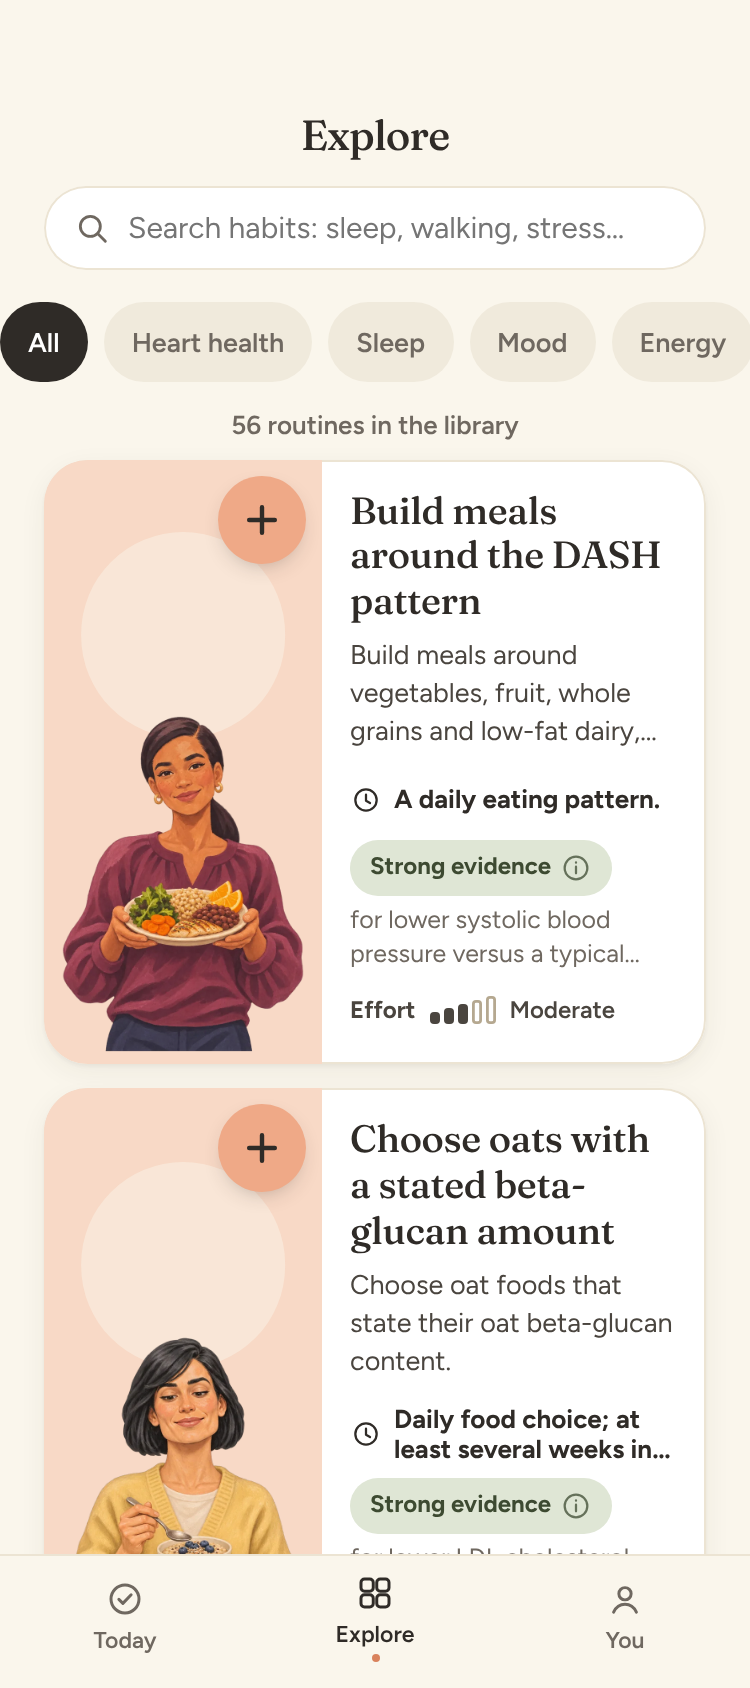 Explore
Search habits: sleep, walking, stress...
All
Heart health
Sleep
Mood
Energy
56 routines in the library
Build meals
around the DASH
pattern
Build meals around
vegetables, fruit, whole
grains and low-fat dairy,...
A daily eating pattern.
Strong evidence
for lower systolic blood
pressure versus a typical...
Effort
Moderate
Choose oats with
a stated beta-
glucan amount
Choose oat foods that
state their oat beta-glucan
content.
Daily food choice; at
least several weeks in...
Strong evidence
Today
Explore
You